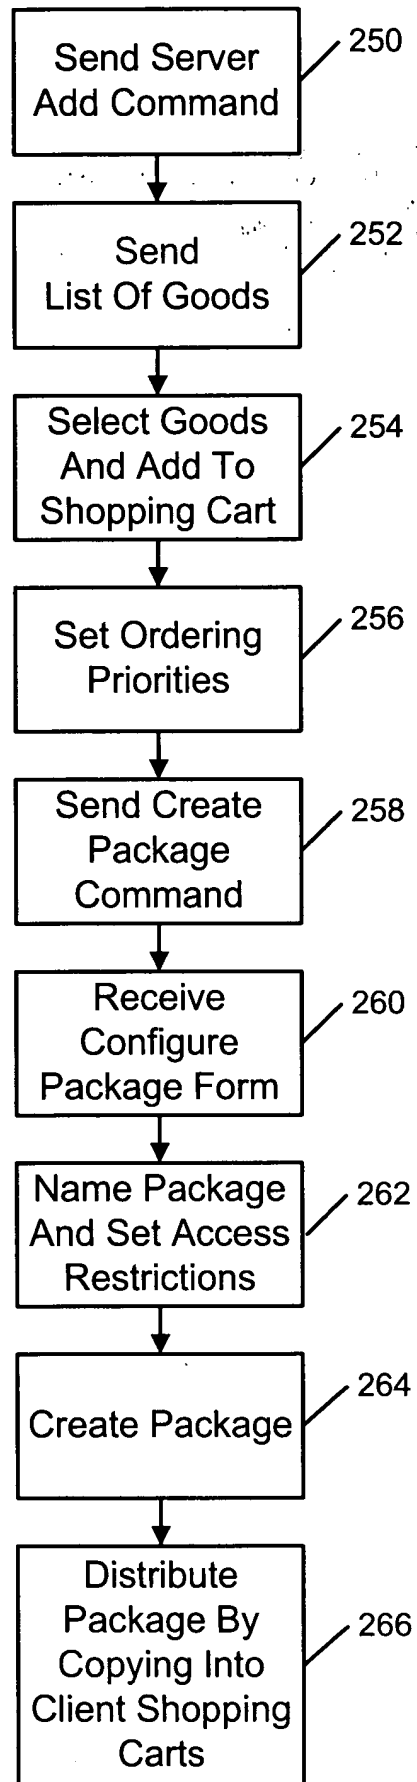 Send Server
Add Command
250
Send
List Of Goods
252
Select Goods
And Add To
Shopping Cart
254
Set Ordering
Priorities
256
Send Create
Package
Command
258
Receive
Configure
Package Form
260
Name Package
And Set Access
Restrictions
262
Create Package
264
Distribute
Package By
Copying Into
Client Shopping
Carts
266